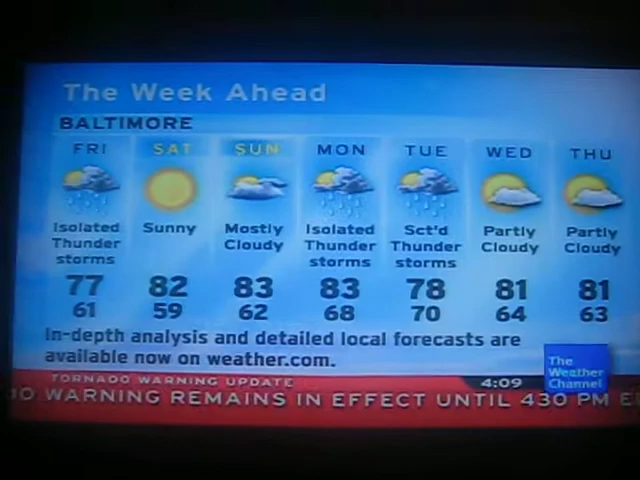 The Week Ahead
BALTIMORE
FRI SAT SUN MON TUE WED THU
Isolated Thunder storms
Sunny
Mostly Cloudy
Isolated Thunder storms
Sct'd Thunder storms
Partly Cloudy
Partly Cloudy
77 82 83 83 78 81 81
61 59 62 68 70 64 63
In-depth analysis and detailed local forecasts are
available now on weather.com.
The
Weather
Channel
TORNADO WARNING UPDATE 4:09
WARNING REMAINS IN EFFECT UNTIL 430 PM